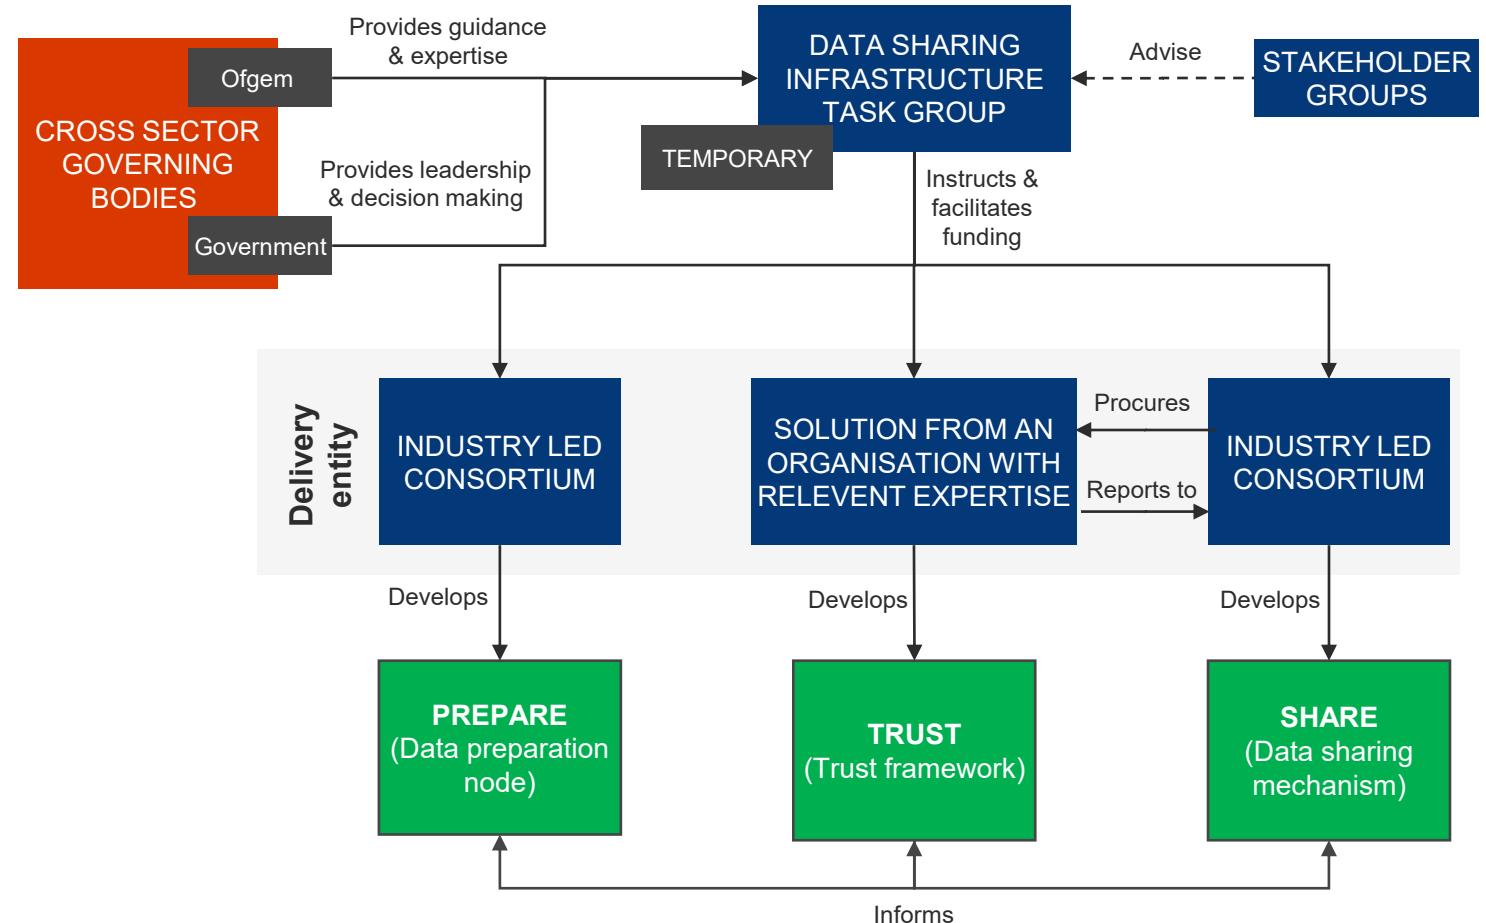 Provides guidance
& expertise
Ofgem
CROSS SECTOR
GOVERNING
BODIES
Provides leadership
& decision making
Government
DATA SHARING
INFRASTRUCTURE
TASK GROUP
TEMPORARY
Advise
STAKEHOLDER
GROUPS
Instructs &
facilitates
funding
Delivery
entity
INDUSTRY LED
CONSORTIUM
SOLUTION FROM AN
ORGANISATION WITH
RELEVENT EXPERTISE
Procures
Reports to
INDUSTRY LED
CONSORTIUM
Develops
Develops
Develops
PREPARE
(Data preparation
node)
TRUST
(Trust framework)
SHARE
(Data sharing
mechanism)
Informs